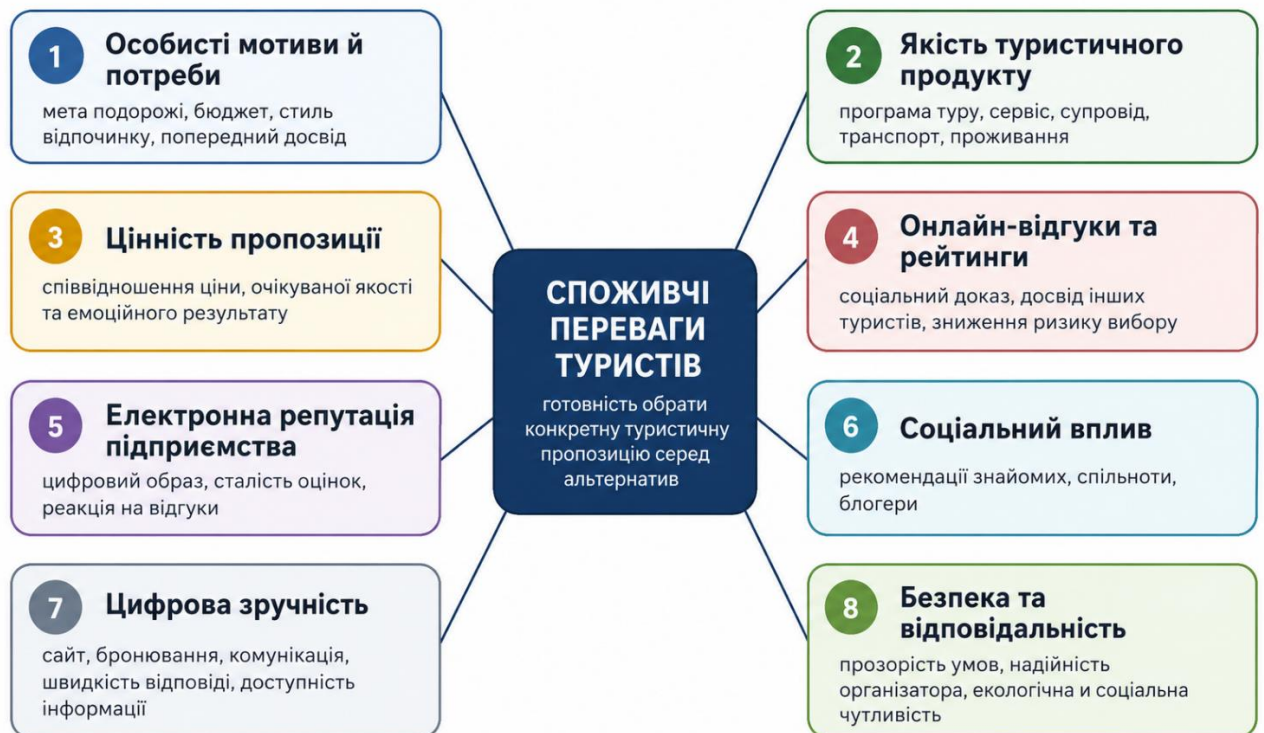 1
Особисті мотиви й
потреби
мета подорожі, бюджет, стиль
відпочинку, попередній досвід
2
Якість туристичного
продукту
програма туру, сервіс, супровід,
транспорт, проживання
3
Цінність пропозиції
співвідношення ціни, очікуваної якості
та емоційного результату
4
Онлайн-відгуки та
рейтинги
соціальний доказ, досвід інших
туристів, зниження ризику вибору
СПОЖИВЧІ
ПЕРЕВАГИ
ТУРИСТІВ
готовність обрати
конкретну туристичну
пропозицію серед
альтернатив
5
Електронна репутація
підприємства
цифровий образ, сталість оцінок,
реакція на відгуки
6
Соціальний вплив
рекомендації знайомих, спільноти,
блогери
7
Цифрова зручність
сайт, бронювання, комунікація,
швидкість відповіді, доступність
інформації
8
Безпека та
відповідальність
прозорість умов, надійність
організатора, екологічна и соціальна
чутливість